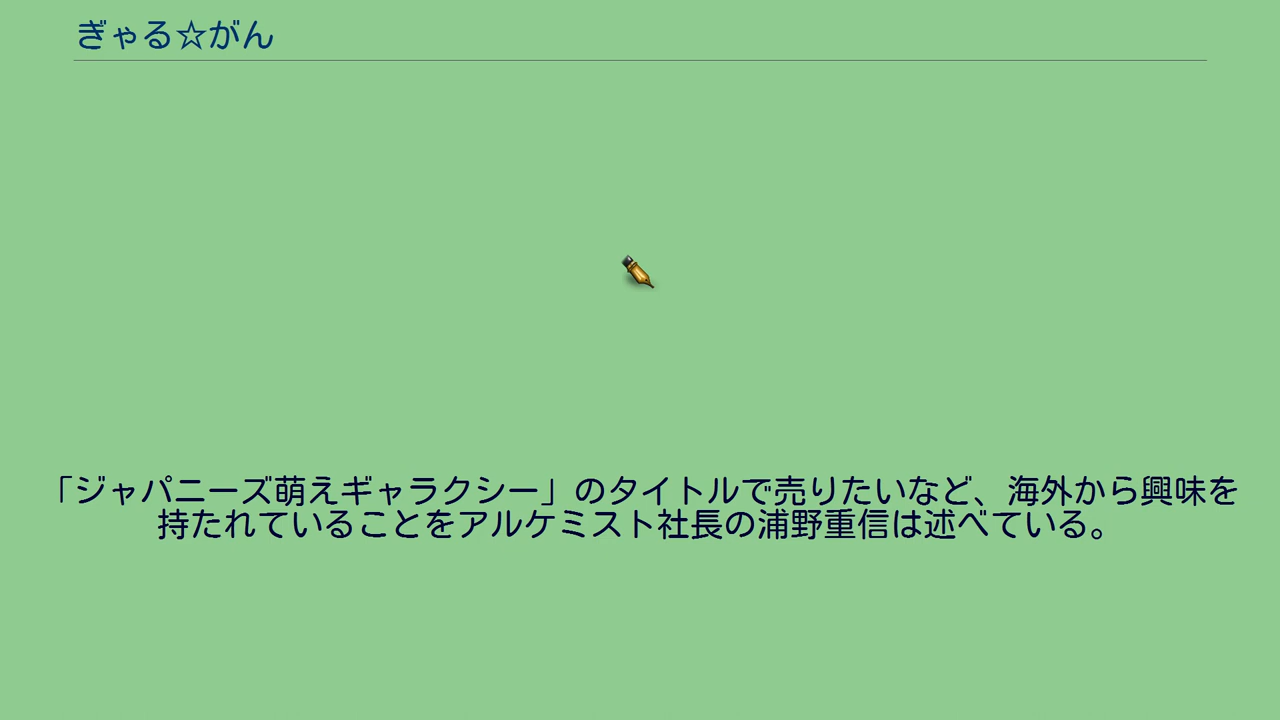 ぎゃる☆がん
「ジャパニーズ萌えギャラクシー」のタイトルで売りたいなど、海外から興味を
持たれていることをアルケミスト社長の浦野重信は述べている。